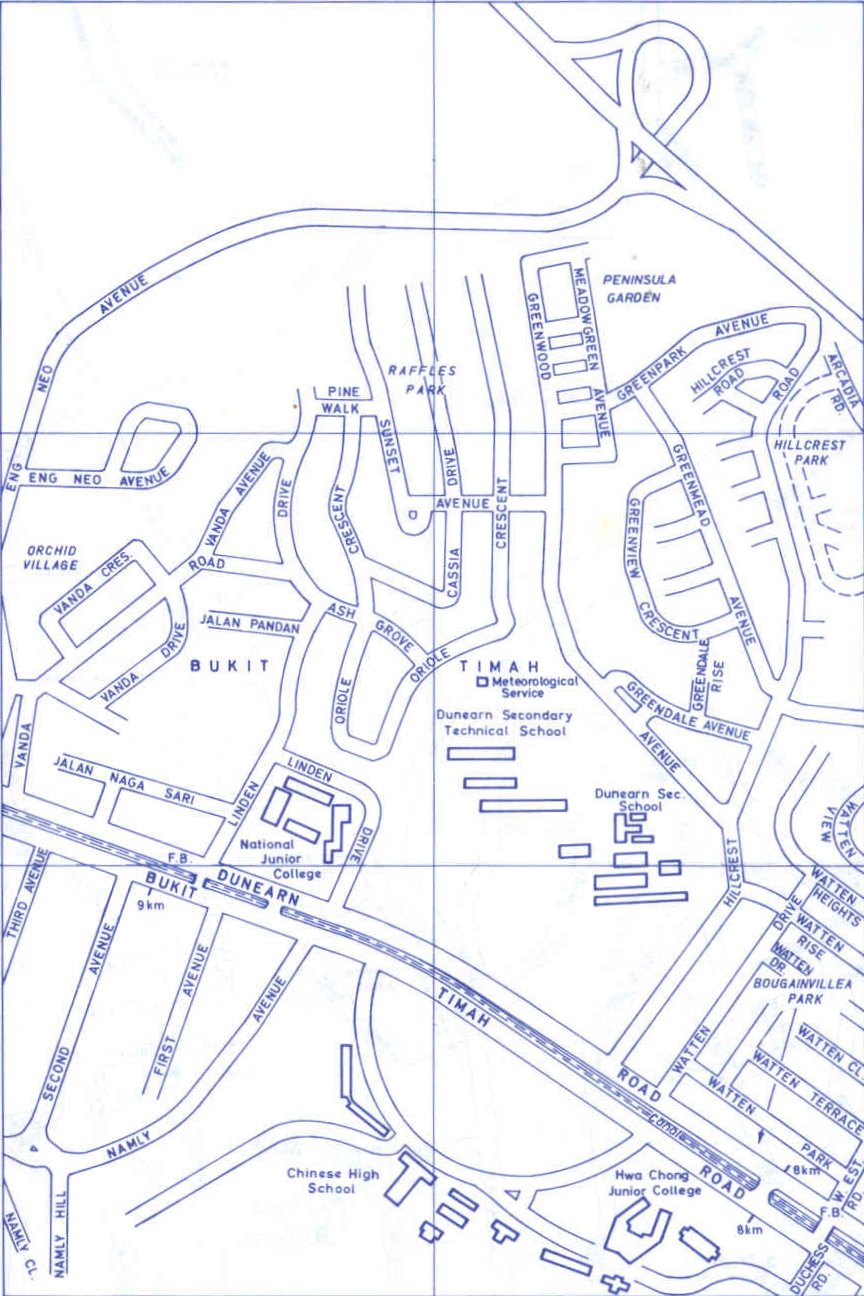 AVENUE
NEO
ENG
ENG NEO AVENUE
PENINSULA
GARDEN
MEADOWGREEN
AVENUE
GREENWOOD
AVENUE
GREENPARK
AVENUE
HILLCREST
ROAD
ROAD
ARCADIA
RD.
HILLCREST
PARK
RAFFLES
PARK
PINE
WALK
SUNSET
DRIVE
AVENUE
CRESCENT
CASSIA
CRESCENT
VANDA AVENUE
DRIVE
ROAD
ORCHID
VILLAGE
VANDA CRES.
VANDA DRIVE
JALAN PANDAN
ASH
GROVE
ORIOLE
ORIOLE
GREENMEAD
AVENUE
GREENVIEW
CRESCENT
GREENDALE
RISE
GREENDALE AVENUE
BUKIT
TIMAH
Meteorological
Service
Dunearn Secondary
Technical School
VANDA
JALAN NAGA SARI
LINDEN
LINDEN
DRIVE
National
Junior
College
Dunearn Sec.
School
HILLCREST
WATTEN
VIEW
WATTEN
HEIGHTS
DRIVE
WATTEN
RISE
WATTEN
DR.
BOUGAINVILLEA
PARK
WATTEN
WATTEN CL.
WATTEN TERRACE
WATTEN
PARK
F.B.
BUKIT
DUNEARN
9km
TIMAH
ROAD
Canal
ROAD
8km
8km
W. EST.
RD.
F.B.
DUCHESS
RD.
THIRD AVENUE
SECOND
AVENUE
FIRST
AVENUE
NAMLY
AVENUE
NAMLY HILL
NAMLY CL.
Chinese High
School
Hwa Chong
Junior College